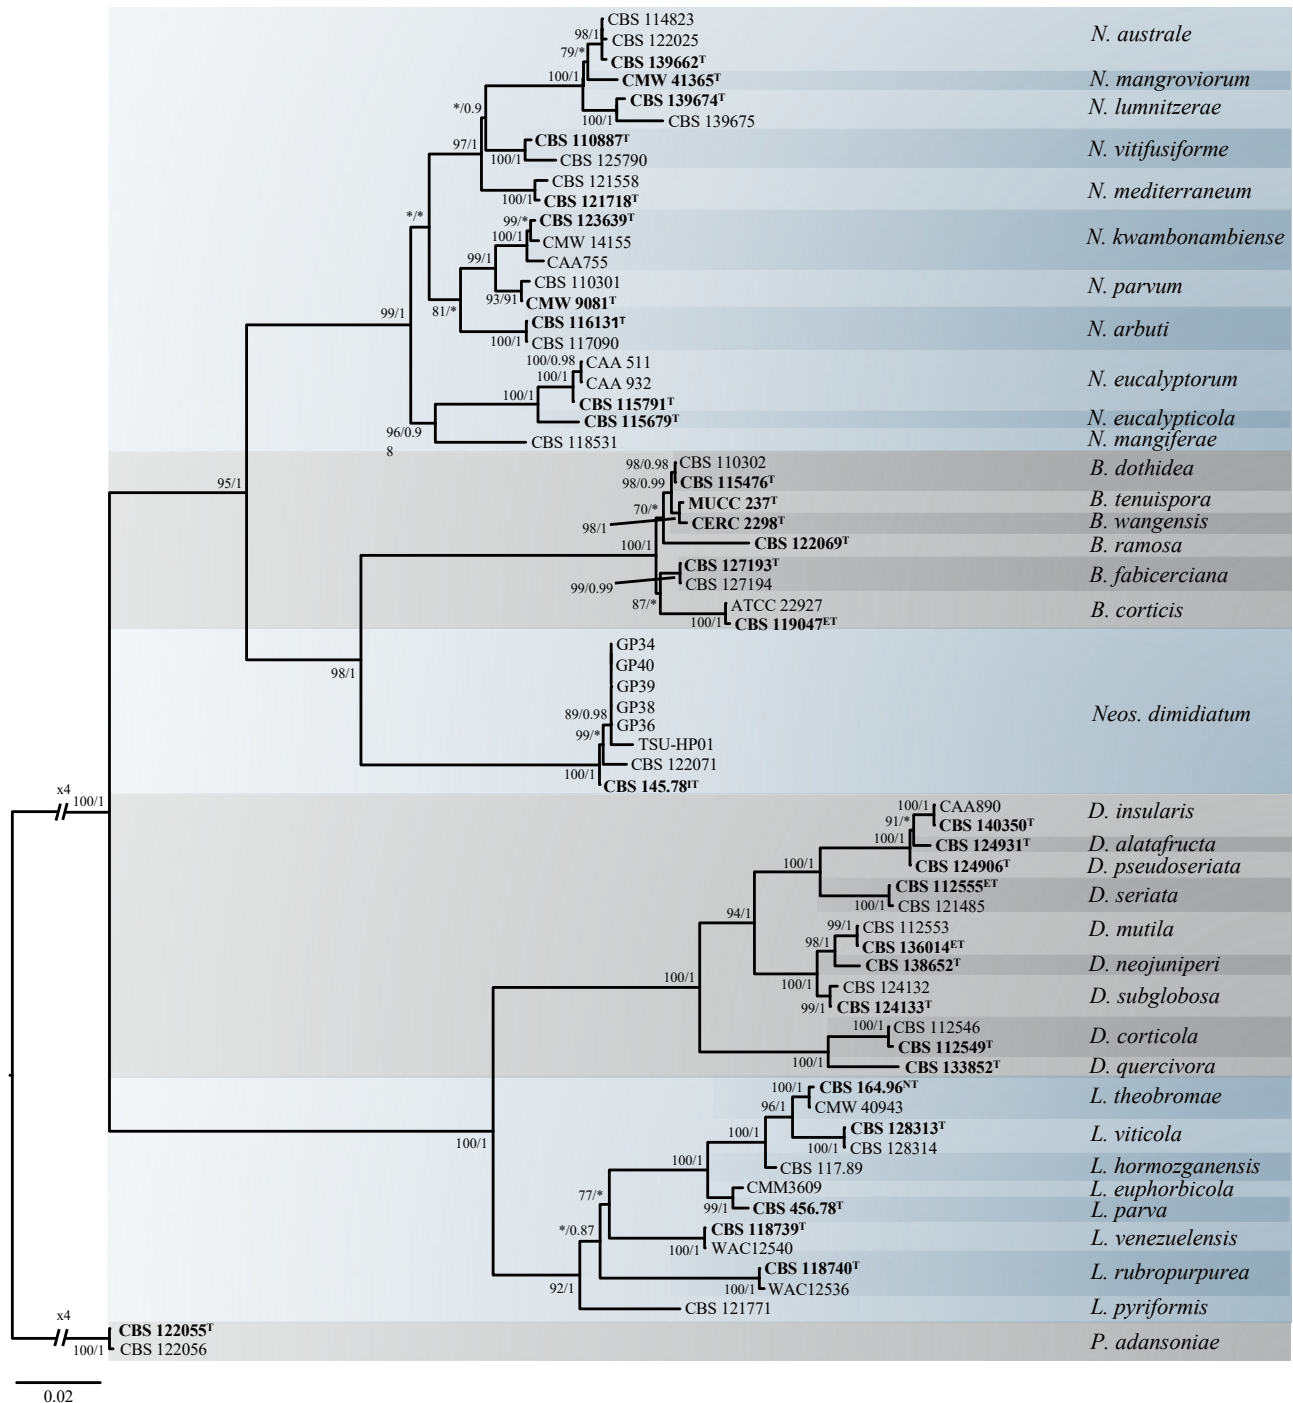 CBS 114823
98/1
CBS 122025
N. australe
79/*
CBS 139662T
100/1
CMW 41365T
N. mangroviorum
CBS 139674T
N. lumnitzerae
*/0.9
100/1
CBS 139675
CBS 110887T
97/1
N. vitifusiforme
100/1
CBS 125790
CBS 121558
N. mediterraneum
100/1
CBS 121718T
*/*
99/*
CBS 123639T
100/1
CMW 14155
N. kwambonambiense
99/1
CAA755
CBS 110301
N. parvum
93/91
CMW 9081T
81/*
99/1
CBS 116131T
N. arbuti
100/1
CBS 117090
100/0.98
CAA 511
100/1
CAA 932
N. eucalyptorum
100/1
CBS 115791T
CBS 115679T
N. eucalypticola
96/0.9
8
CBS 118531
N. mangiferae
98/0.98
CBS 110302
B. dothidea
95/1
98/0.99
CBS 115476T
MUCC 237T
B. tenuispora
70/*
98/1
CERC 2298T
B. wangensis
100/1
CBS 122069T
B. ramosa
CBS 127193T
B. fabicerciana
99/0.99
CBS 127194
87/*
ATCC 22927
B. corticis
100/1
CBS 119047ET
GP34
GP40
98/1
GP39
GP38
Neos. dimidiatum
89/0.98
GP36
99/*
TSU-HP01
CBS 122071
100/1
CBS 145.78IT
x4
100/1
100/1
CAA890
D. insularis
91/*
CBS 140350T
100/1
CBS 124931T
D. alatafructa
100/1
CBS 124906T
D. pseudoseriata
CBS 112555ET
D. seriata
100/1
CBS 121485
94/1
99/1
CBS 112553
D. mutila
98/1
CBS 136014ET
CBS 138652T
D. neojuniperi
100/1
100/1
CBS 124132
D. subglobosa
99/1
CBS 124133T
100/1
CBS 112546
D. corticola
CBS 112549T
100/1
CBS 133852T
D. quercivora
100/1
CBS 164.96NT
L. theobromae
96/1
CMW 40943
100/1
CBS 128313T
L. viticola
100/1
100/1
CBS 128314
100/1
CBS 117.89
L. hormozganensis
CMM3609
L. euphorbicola
77/*
99/1
CBS 456.78T
L. parva
*/0.87
CBS 118739T
L. venezuelensis
100/1
WAC12540
CBS 118740T
L. rubropurpurea
92/1
100/1
WAC12536
CBS 121771
L. pyriformis
x4
CBS 122055T
P. adansoniae
100/1
CBS 122056
0.02